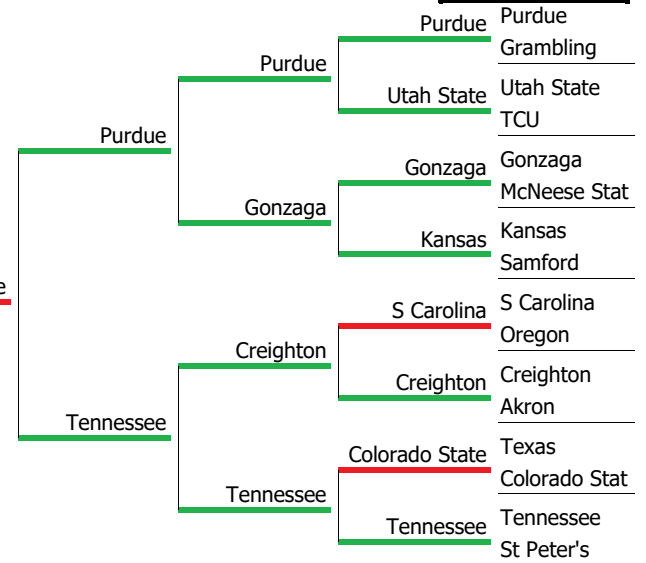 Purdue
Purdue
Grambling
Purdue
Utah State
Utah State
TCU
Purdue
Gonzaga
Gonzaga
McNeese Stat
Gonzaga
Kansas
Kansas
Samford
e
S Carolina
S Carolina
Oregon
Creighton
Creighton
Creighton
Akron
Tennessee
Colorado State
Texas
Colorado Stat
Tennessee
Tennessee
Tennessee
St Peter's